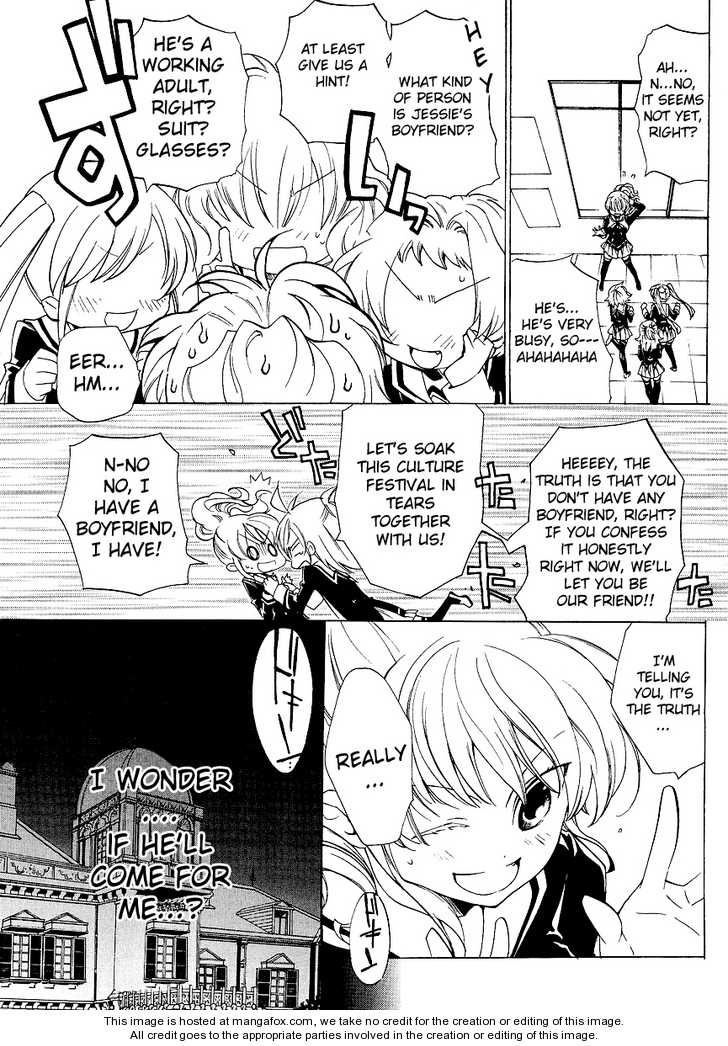 AH...
N...NO,
IT SEEMS
NOT YET,
RIGHT?
HE'S...
HE'S VERY
BUSY, SO---
AHAHAHAHA
HEY
WHAT KIND
OF PERSON
IS JESSIE'S
BOYFRIEND?
AT LEAST
GIVE US A
HINT!
HE'S A
WORKING
ADULT,
RIGHT?
SUIT?
GLASSES?
ずいっ
EER...
HM...
HEEEEY, THE
TRUTH IS THAT YOU
DON'T HAVE ANY
BOYFRIEND, RIGHT?
IF YOU CONFESS
IT HONESTLY
RIGHT NOW, WE'LL
LET YOU BE
OUR FRIEND!!
LET'S SOAK
THIS CULTURE
FESTIVAL IN
TEARS
TOGETHER
WITH US!
N-NO
NO, I
HAVE A
BOYFRIEND,
I HAVE!
I'M
TELLING
YOU, IT'S
THE TRUTH
...
REALLY
...
I WONDER
....
IF HE'LL
COME FOR
ME...?
This image is hosted at mangafox.com, we take no credit for the creation or editing of this image.
All credit goes to the appropriate parties involved in the creation or editing of this image.